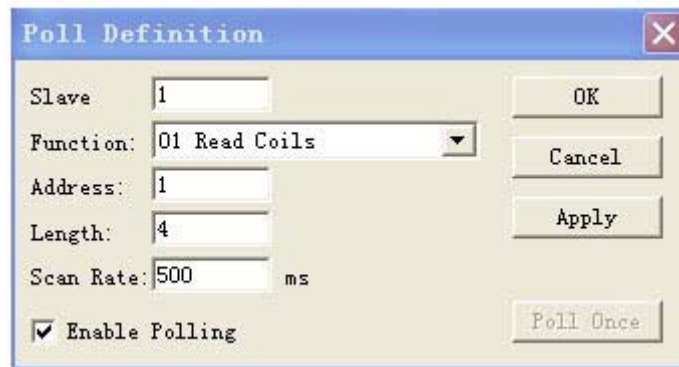 Poll Definition
Slave 1
OK
Function: 01 Read Coils
Cancel
Address: 1
Apply
Length: 4
Scan Rate: 500 ms
Enable Polling
Poll Once